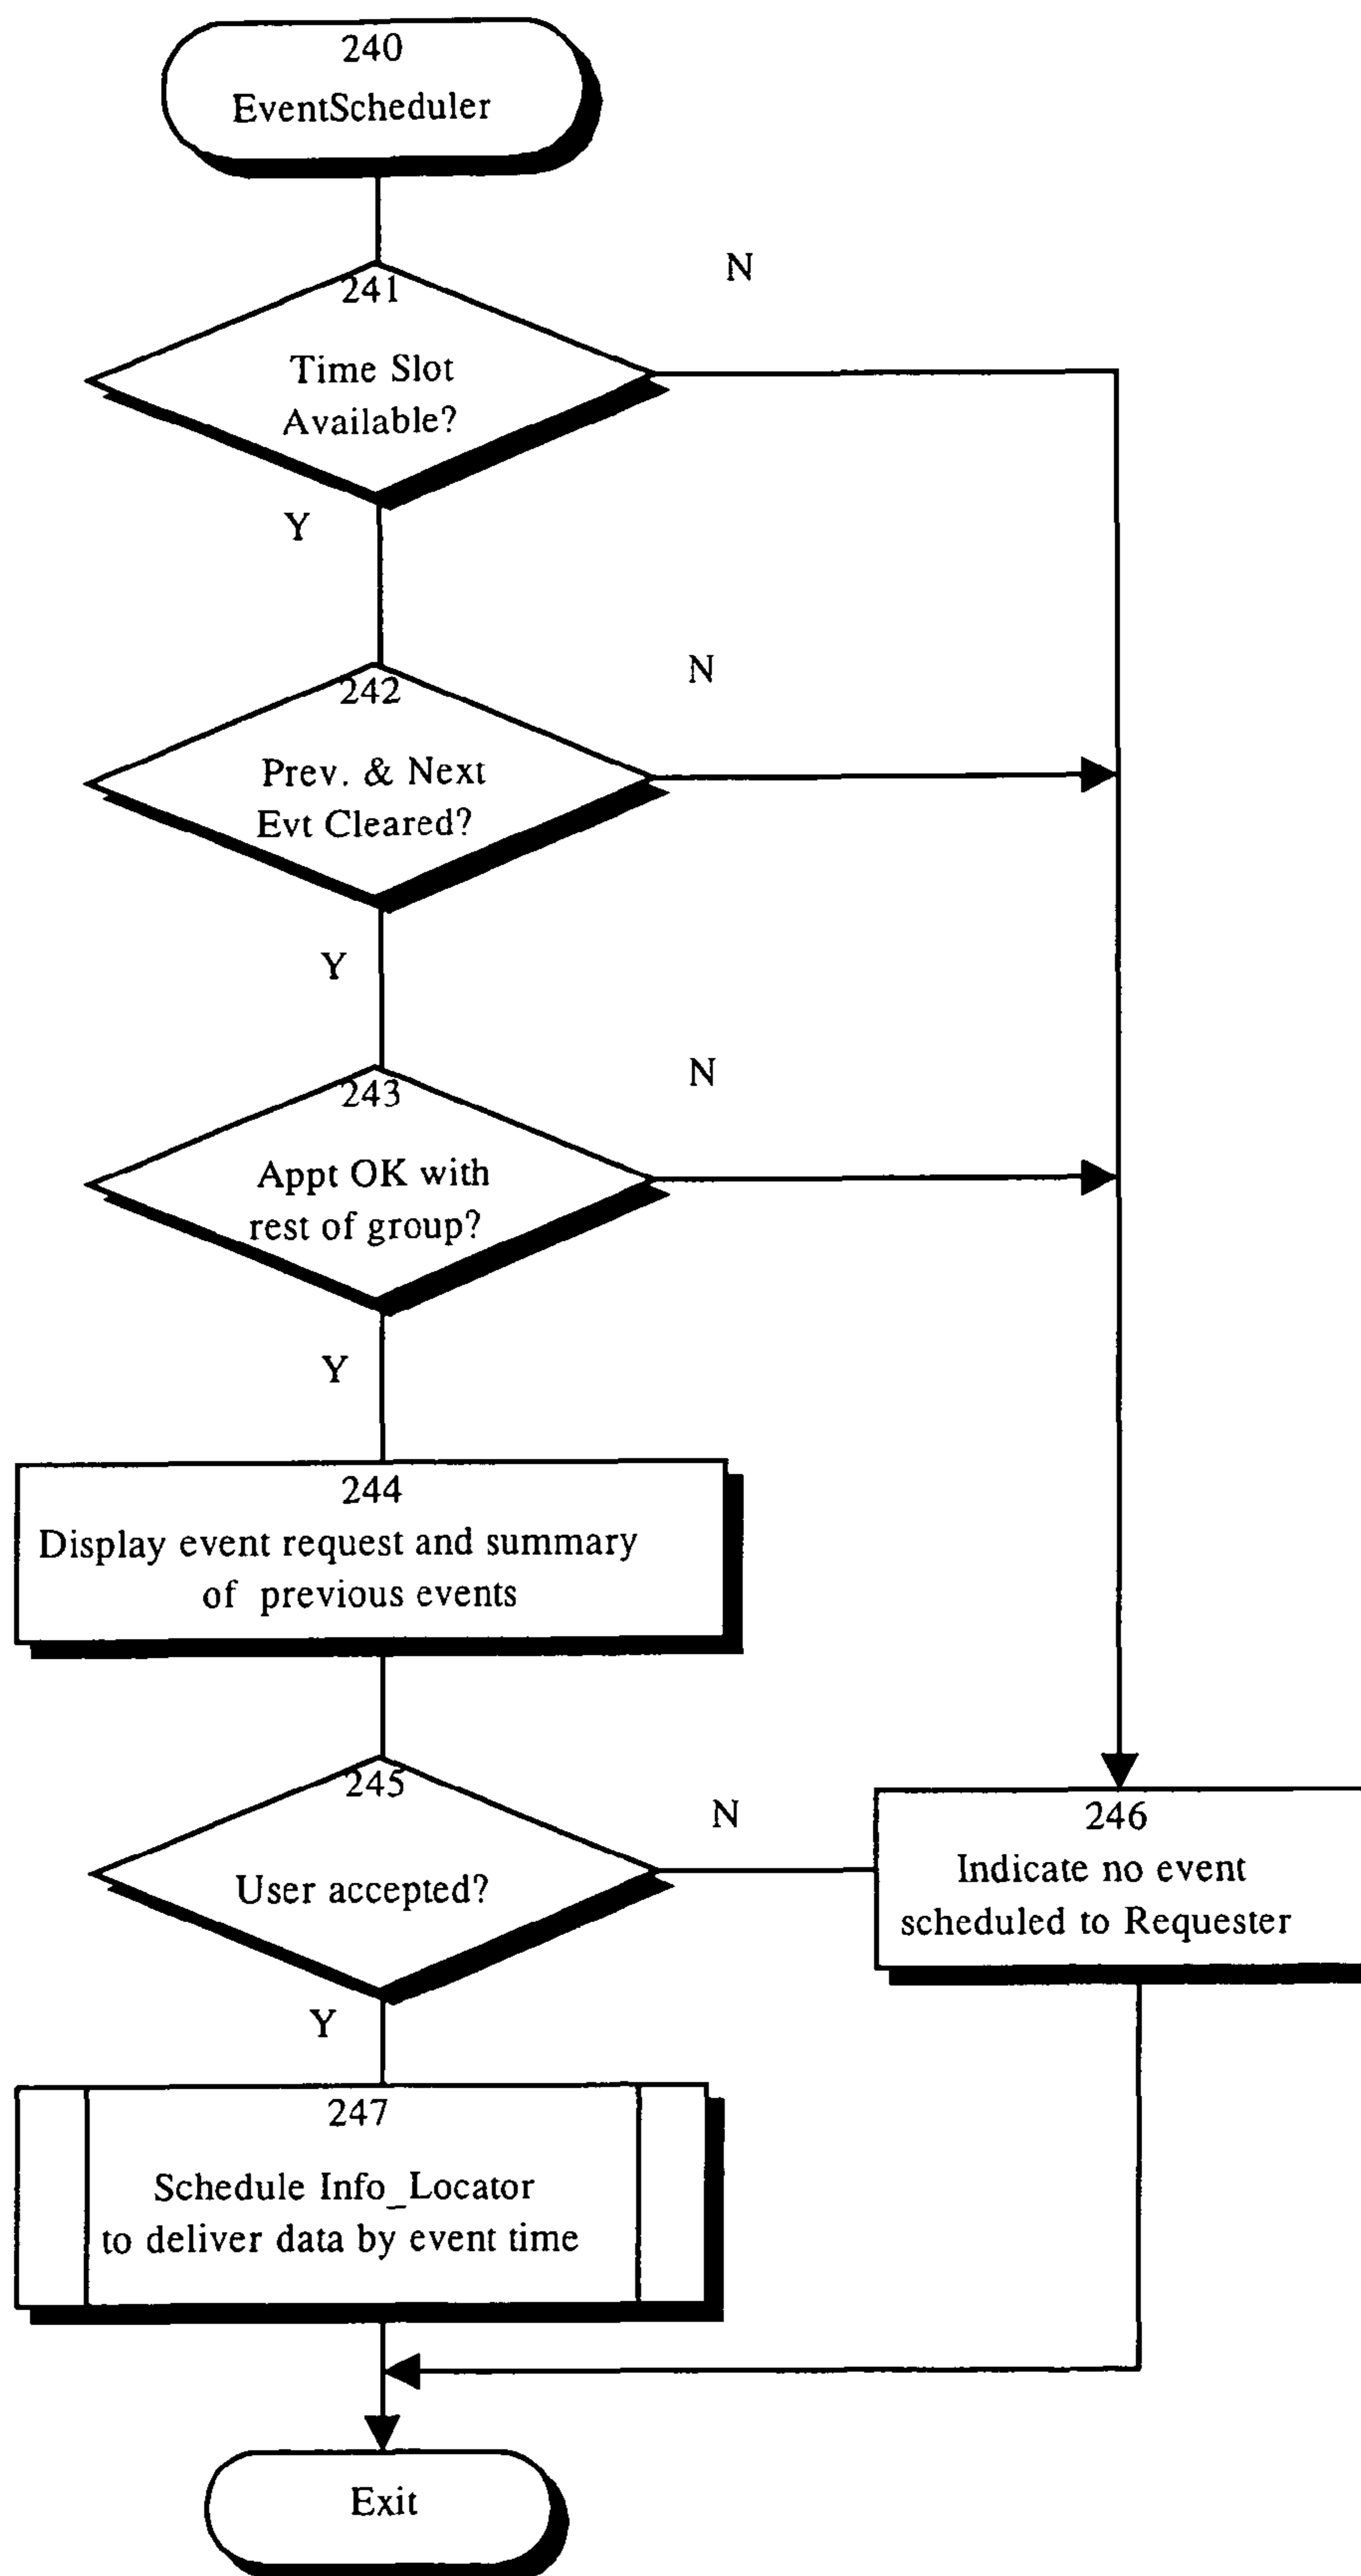 240
EventScheduler
N
241
Time Slot
Available?
Y
N
242
Prev. & Next
Evt Cleared?
Y
N
243
Appt OK with
rest of group?
Y
244
Display event request and summary
of previous events
245
User accepted?
N
246
Indicate no event
scheduled to Requester
Y
247
Schedule Info_Locator
to deliver data by event time
Exit